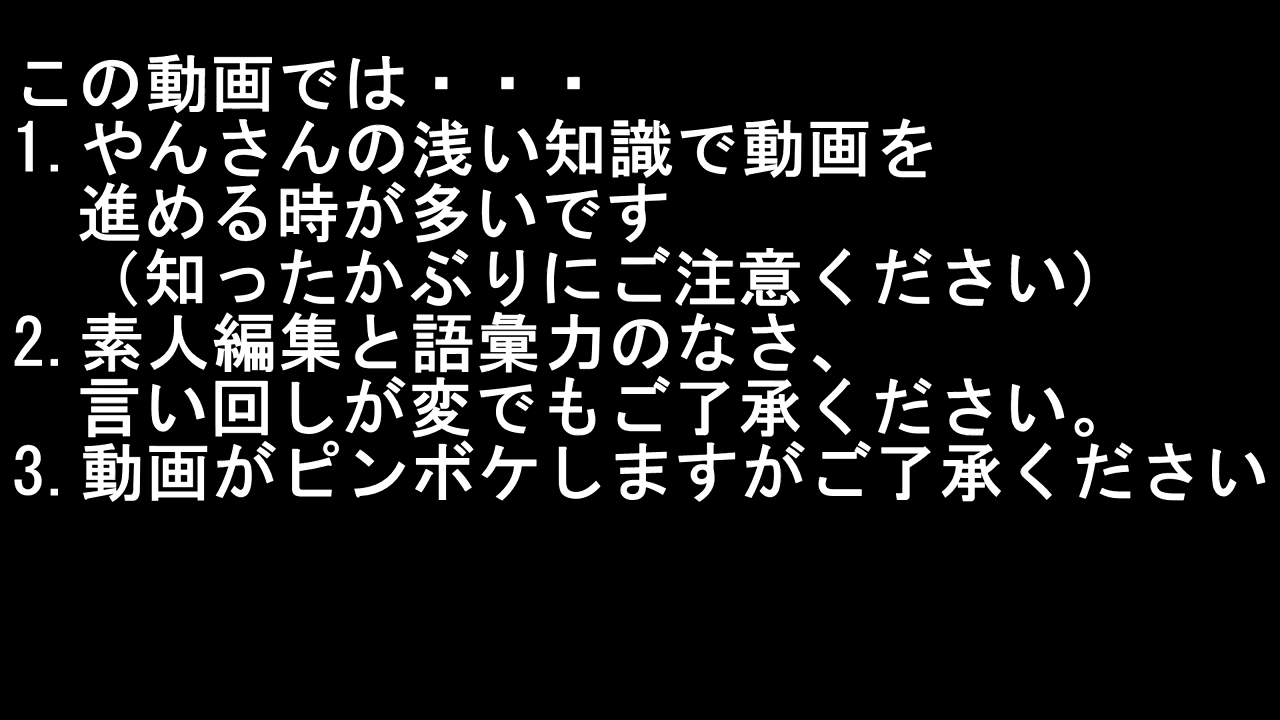 この動画では・・・
1.やんさんの浅い知識で動画を
進める時が多いです
(知ったかぶりにご注意ください)
2.素人編集と語彙力のなさ、
言い回しが変でもご了承ください。
3.動画がピンボケしますがご了承ください